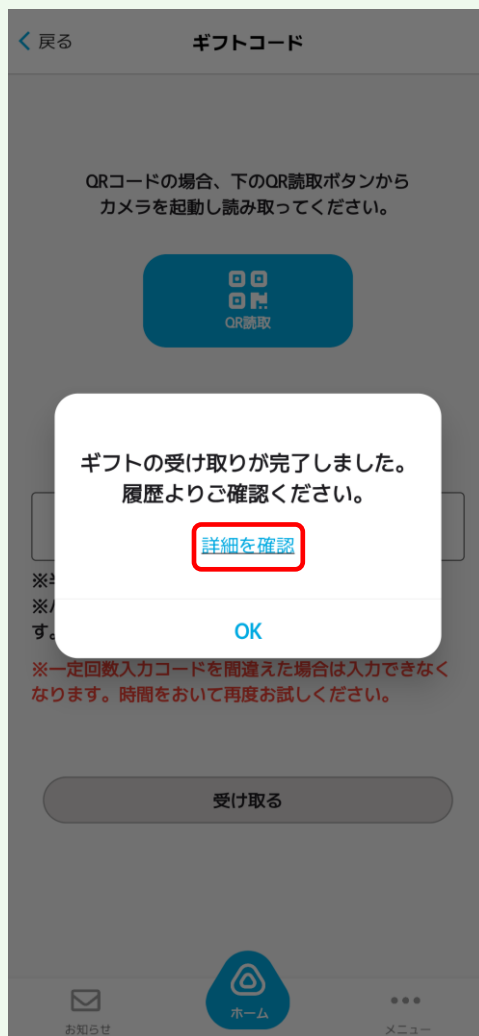 戻る
ギフトコード
QRコードの場合、下のQR読取ボタンから
カメラを起動し読み取ってください。
QR読取
ギフトの受け取りが完了しました。
履歴よりご確認ください。
詳細を確認
※
※
す。
OK
※一定回数入力コードを間違えた場合は入力できなく
なります。時間をおいて再度お試しください。
受け取る
お知らせ
ホーム
メニュー